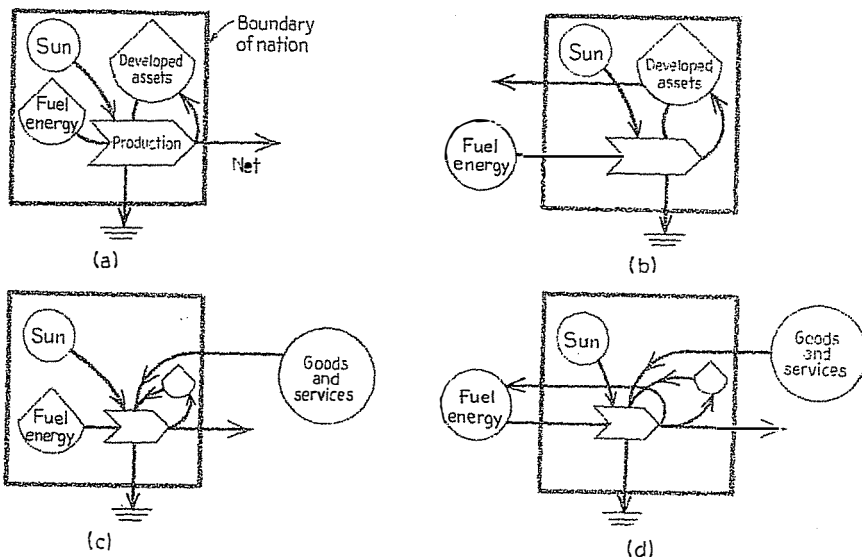 Boundary
of nation
Sun
Developed
assets
Fuel
energy
Production
Net
(a)
Sun
Developed
assets
Fuel
energy
(b)
Sun
Goods
and
services
Fuel
energy
(c)
Sun
Goods
and
services
Fuel
energy
(d)